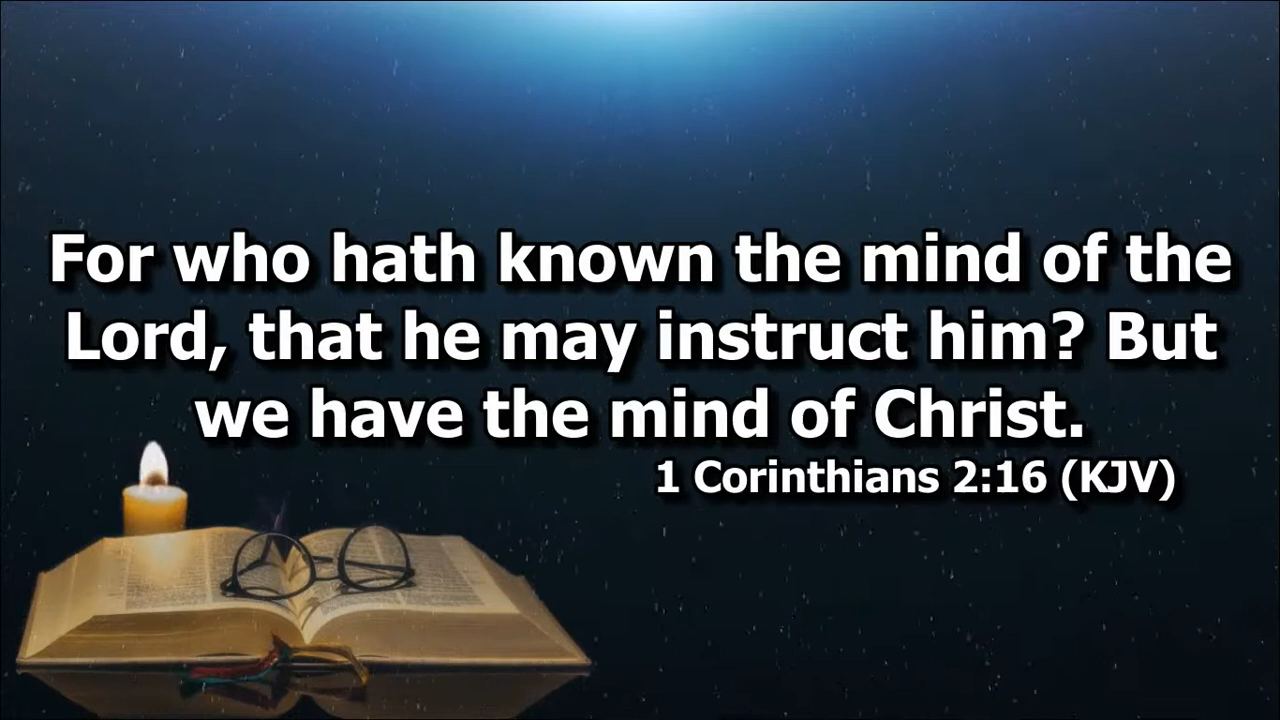 For who hath known the mind of the
Lord, that he may instruct him? But
we have the mind of Christ.
1 Corinthians 2:16 (KJV)